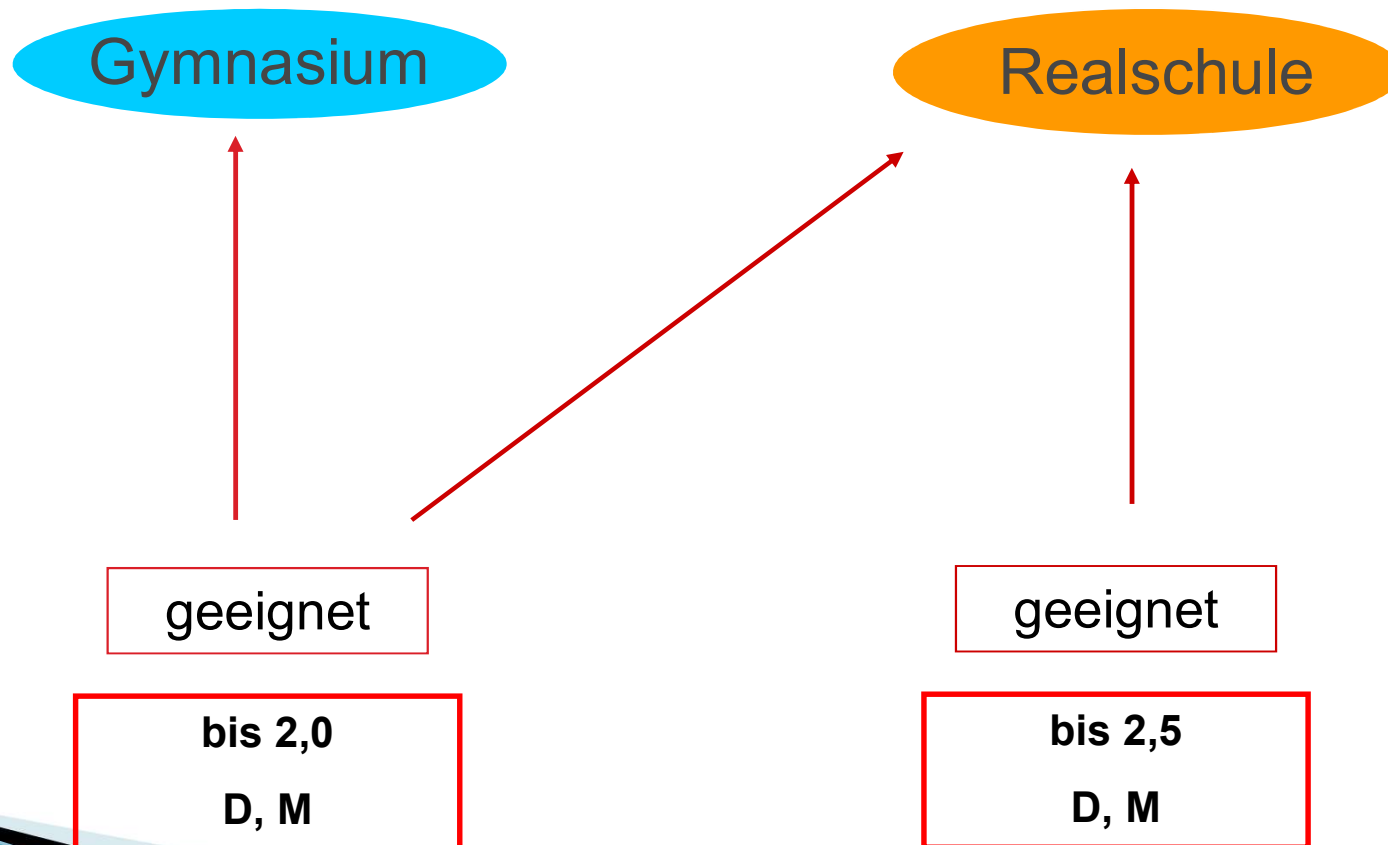 Gymnasium
Realschule
geeignet
geeignet
bis 2,0
D, M
bis 2,5
D, M